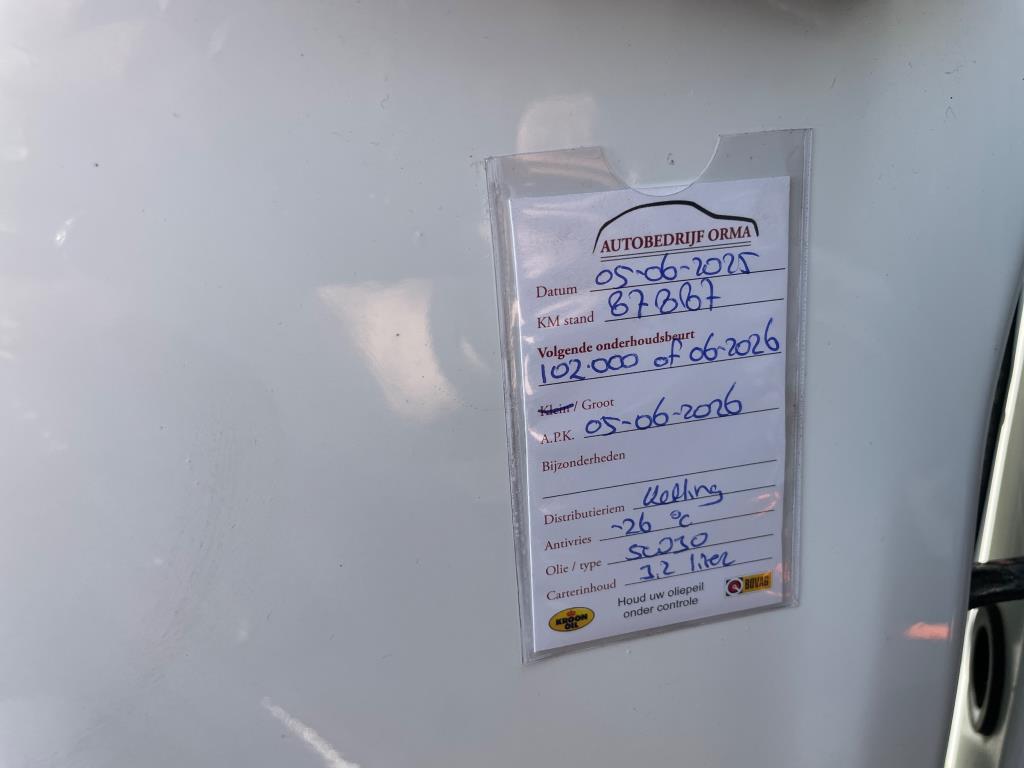 AUTOBEDRIJF ORMA
Datum 05-06-2025
KM stand 87887
Volgende onderhoudsbeurt
102.000 of 06-2026
Klein / Groot
A.P.K. 05-06-2026
Bijzonderheden
Distributieriem Ketting
Antivries -26 °C
Olie / type 5W30
Carterinhoud 3,2 liter
Houd uw oliepeil
onder controle
KROON
OIL
BOVAG